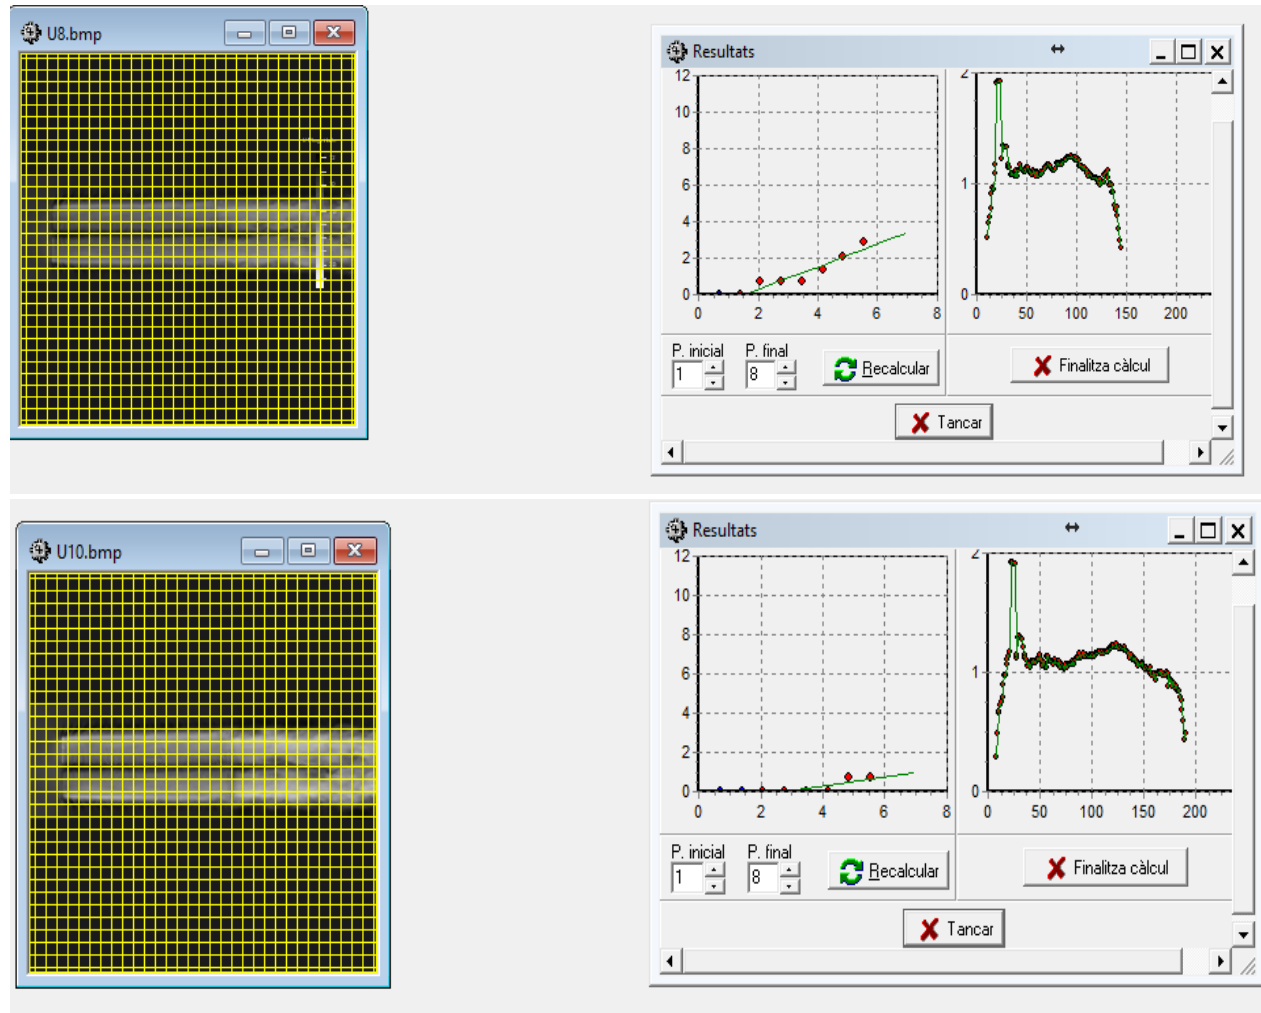 U8.bmp
Resultats
12
10
8
6
4
2
0
0 2 4 6 8
2
1
0
0 50 100 150 200
P. inicial P. final
1 8 Recalcular
Finalitza càlcul
Tancar
U10.bmp
Resultats
12
10
8
6
4
2
0
0 2 4 6 8
2
1
0
0 50 100 150 200
P. inicial P. final
1 8 Recalcular
Finalitza càlcul
Tancar